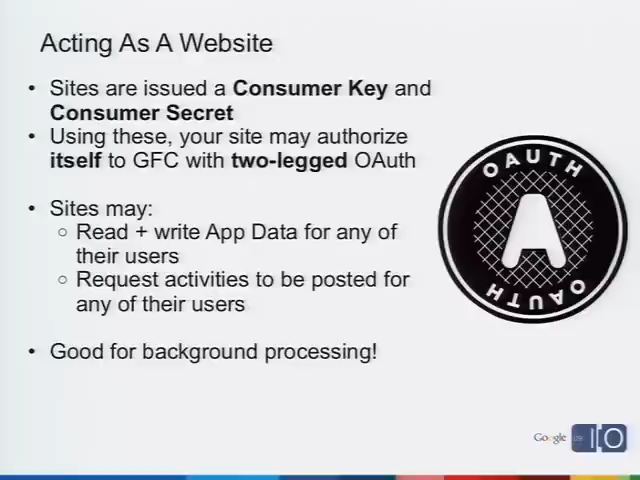 Acting As A Website
• Sites are issued a Consumer Key and
Consumer Secret
• Using these, your site may authorize
itself to GFC with two-legged OAuth
• Sites may:
○ Read + write App Data for any of
their users
○ Request activities to be posted for
any of their users
• Good for background processing!
OAUTH
A
OAUTH
Google
IO